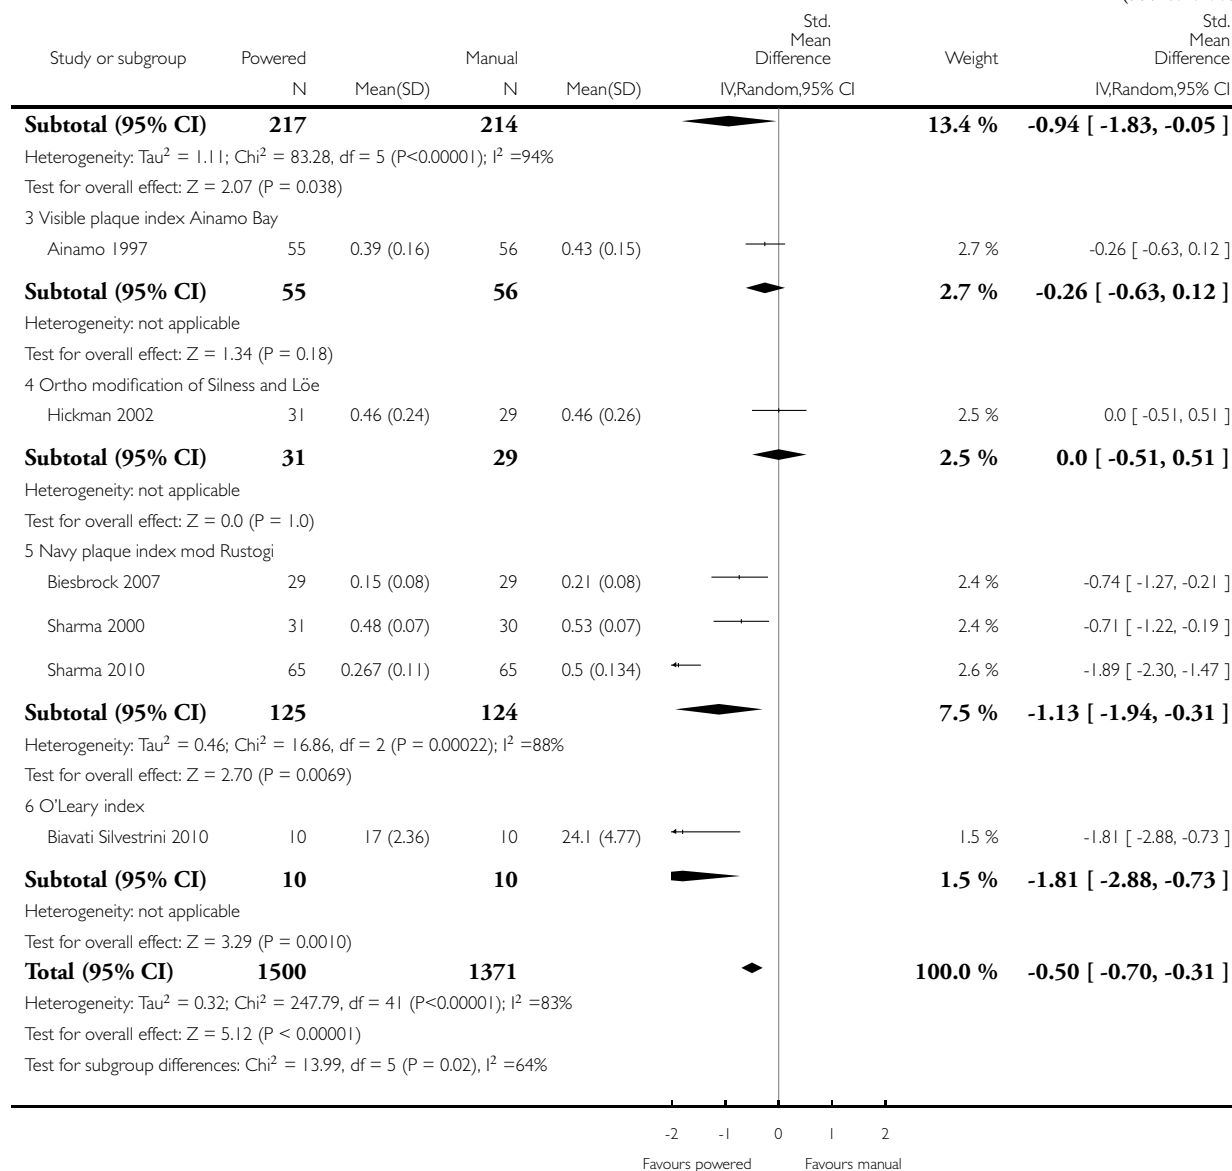 Std. Std.
Mean Mean
Study or subgroup Powered Manual Difference Weight Difference
N Mean(SD) N Mean(SD) IV,Random,95% CI IV,Random,95% CI
Subtotal (95% CI) 217 214 13.4 % -0.94 [ -1.83, -0.05 ]
Heterogeneity: Tau² = 1.11; Chi² = 83.28, df = 5 (P<0.00001); I² =94%
Test for overall effect: Z = 2.07 (P = 0.038)
3 Visible plaque index Ainamo Bay
Ainamo 1997 55 0.39 (0.16) 56 0.43 (0.15) 2.7 % -0.26 [ -0.63, 0.12 ]
Subtotal (95% CI) 55 56 2.7 % -0.26 [ -0.63, 0.12 ]
Heterogeneity: not applicable
Test for overall effect: Z = 1.34 (P = 0.18)
4 Ortho modification of Silness and Löe
Hickman 2002 31 0.46 (0.24) 29 0.46 (0.26) 2.5 % 0.0 [ -0.51, 0.51 ]
Subtotal (95% CI) 31 29 2.5 % 0.0 [ -0.51, 0.51 ]
Heterogeneity: not applicable
Test for overall effect: Z = 0.0 (P = 1.0)
5 Navy plaque index mod Rustogi
Biesbrock 2007 29 0.15 (0.08) 29 0.21 (0.08) 2.4 % -0.74 [ -1.27, -0.21 ]
Sharma 2000 31 0.48 (0.07) 30 0.53 (0.07) 2.4 % -0.71 [ -1.22, -0.19 ]
Sharma 2010 65 0.267 (0.11) 65 0.5 (0.134) 2.6 % -1.89 [ -2.30, -1.47 ]
Subtotal (95% CI) 125 124 7.5 % -1.13 [ -1.94, -0.31 ]
Heterogeneity: Tau² = 0.46; Chi² = 16.86, df = 2 (P = 0.00022); I² =88%
Test for overall effect: Z = 2.70 (P = 0.0069)
6 O'Leary index
Biavati Silvestrini 2010 10 17 (2.36) 10 24.1 (4.77) 1.5 % -1.81 [ -2.88, -0.73 ]
Subtotal (95% CI) 10 10 1.5 % -1.81 [ -2.88, -0.73 ]
Heterogeneity: not applicable
Test for overall effect: Z = 3.29 (P = 0.0010)
Total (95% CI) 1500 1371 100.0 % -0.50 [ -0.70, -0.31 ]
Heterogeneity: Tau² = 0.32; Chi² = 247.79, df = 41 (P<0.00001); I² =83%
Test for overall effect: Z = 5.12 (P < 0.00001)
Test for subgroup differences: Chi² = 13.99, df = 5 (P = 0.02), I² =64%
-2 -1 0 1 2
Favours powered Favours manual